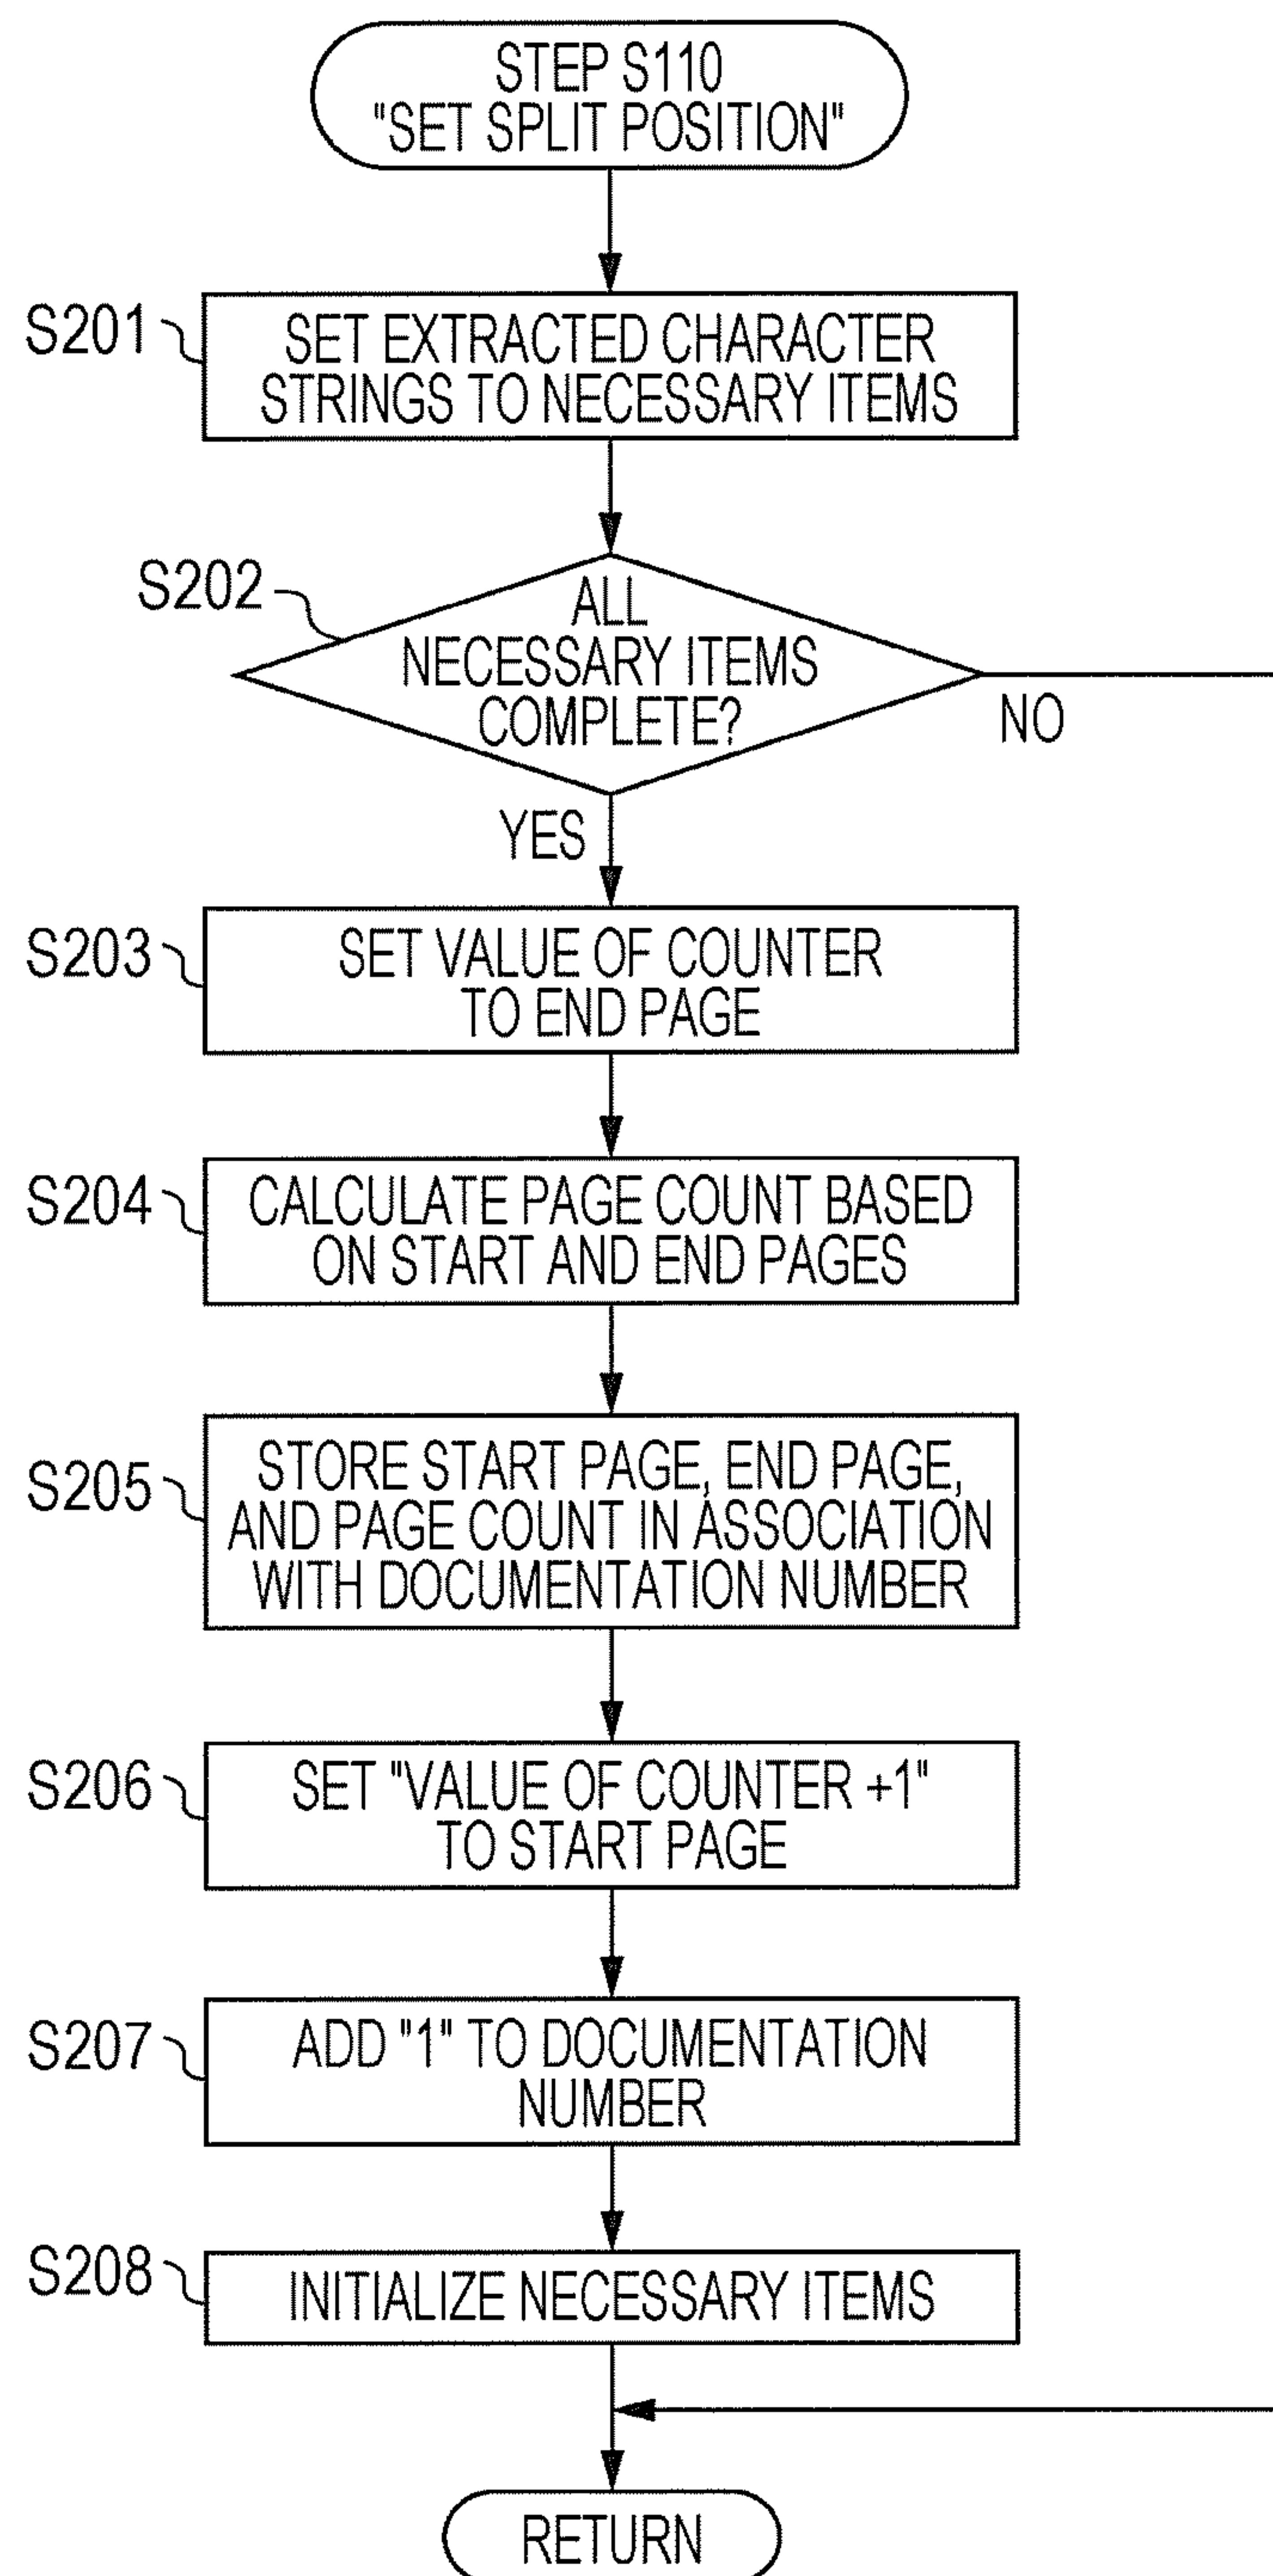 STEP S110
"SET SPLIT POSITION"
S201
SET EXTRACTED CHARACTER
STRINGS TO NECESSARY ITEMS
S202
ALL
NECESSARY ITEMS
COMPLETE?
NO
YES
S203
SET VALUE OF COUNTER
TO END PAGE
S204
CALCULATE PAGE COUNT BASED
ON START AND END PAGES
S205
STORE START PAGE, END PAGE,
AND PAGE COUNT IN ASSOCIATION
WITH DOCUMENTATION NUMBER
S206
SET "VALUE OF COUNTER +1"
TO START PAGE
S207
ADD "1" TO DOCUMENTATION
NUMBER
S208
INITIALIZE NECESSARY ITEMS
RETURN